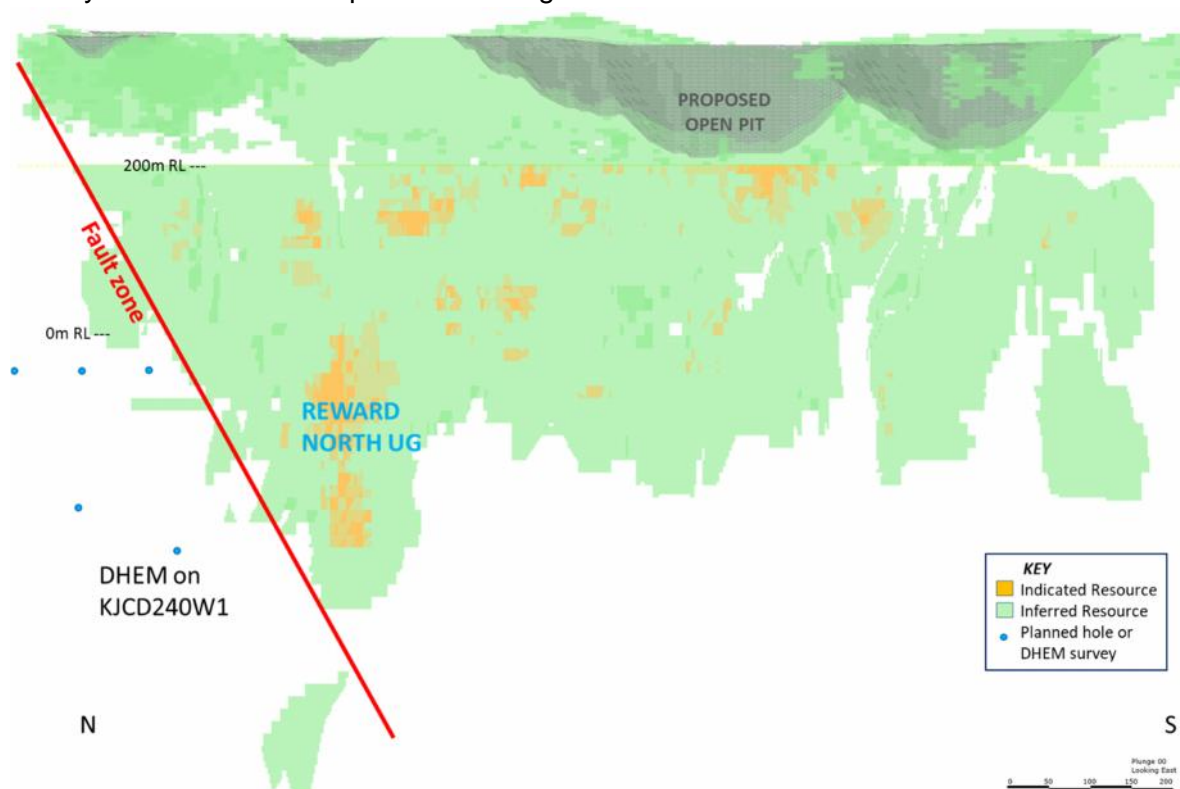 PROPOSED
OPEN PIT
200m RL ---
Fault zone
0m RL ---
REWARD
NORTH UG
DHEM on
KJCD240W1
KEY
Indicated Resource
Inferred Resource
Planned hole or
DHEM survey
N
S
Plunge 00
Looking East
0 50 100 150 200